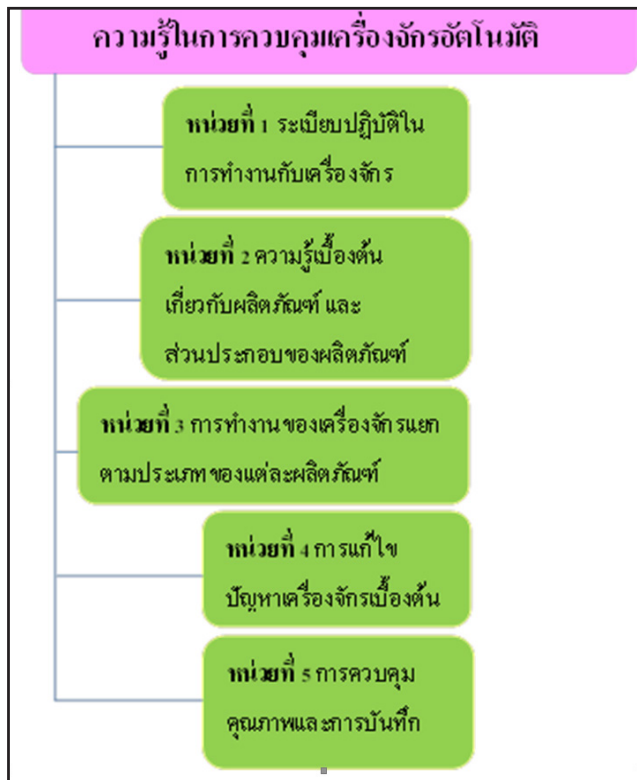 ความรู้ในการควบคุมเครื่องจักรอัตโนมัติ
หน่วยที่ 1 ระเบียบปฏิบัติใน
การทำงานกับเครื่องจักร
หน่วยที่ 2 ความรู้เบื้องต้น
เกี่ยวกับผลิตภัณฑ์ และ
ส่วนประกอบของผลิตภัณฑ์
หน่วยที่ 3 การทำงานของเครื่องจักรแยก
ตามประเภทของแต่ละผลิตภัณฑ์
หน่วยที่ 4 การแก้ไข
ปัญหาเครื่องจักรเบื้องต้น
หน่วยที่ 5 การควบคุม
คุณภาพและการบันทึก